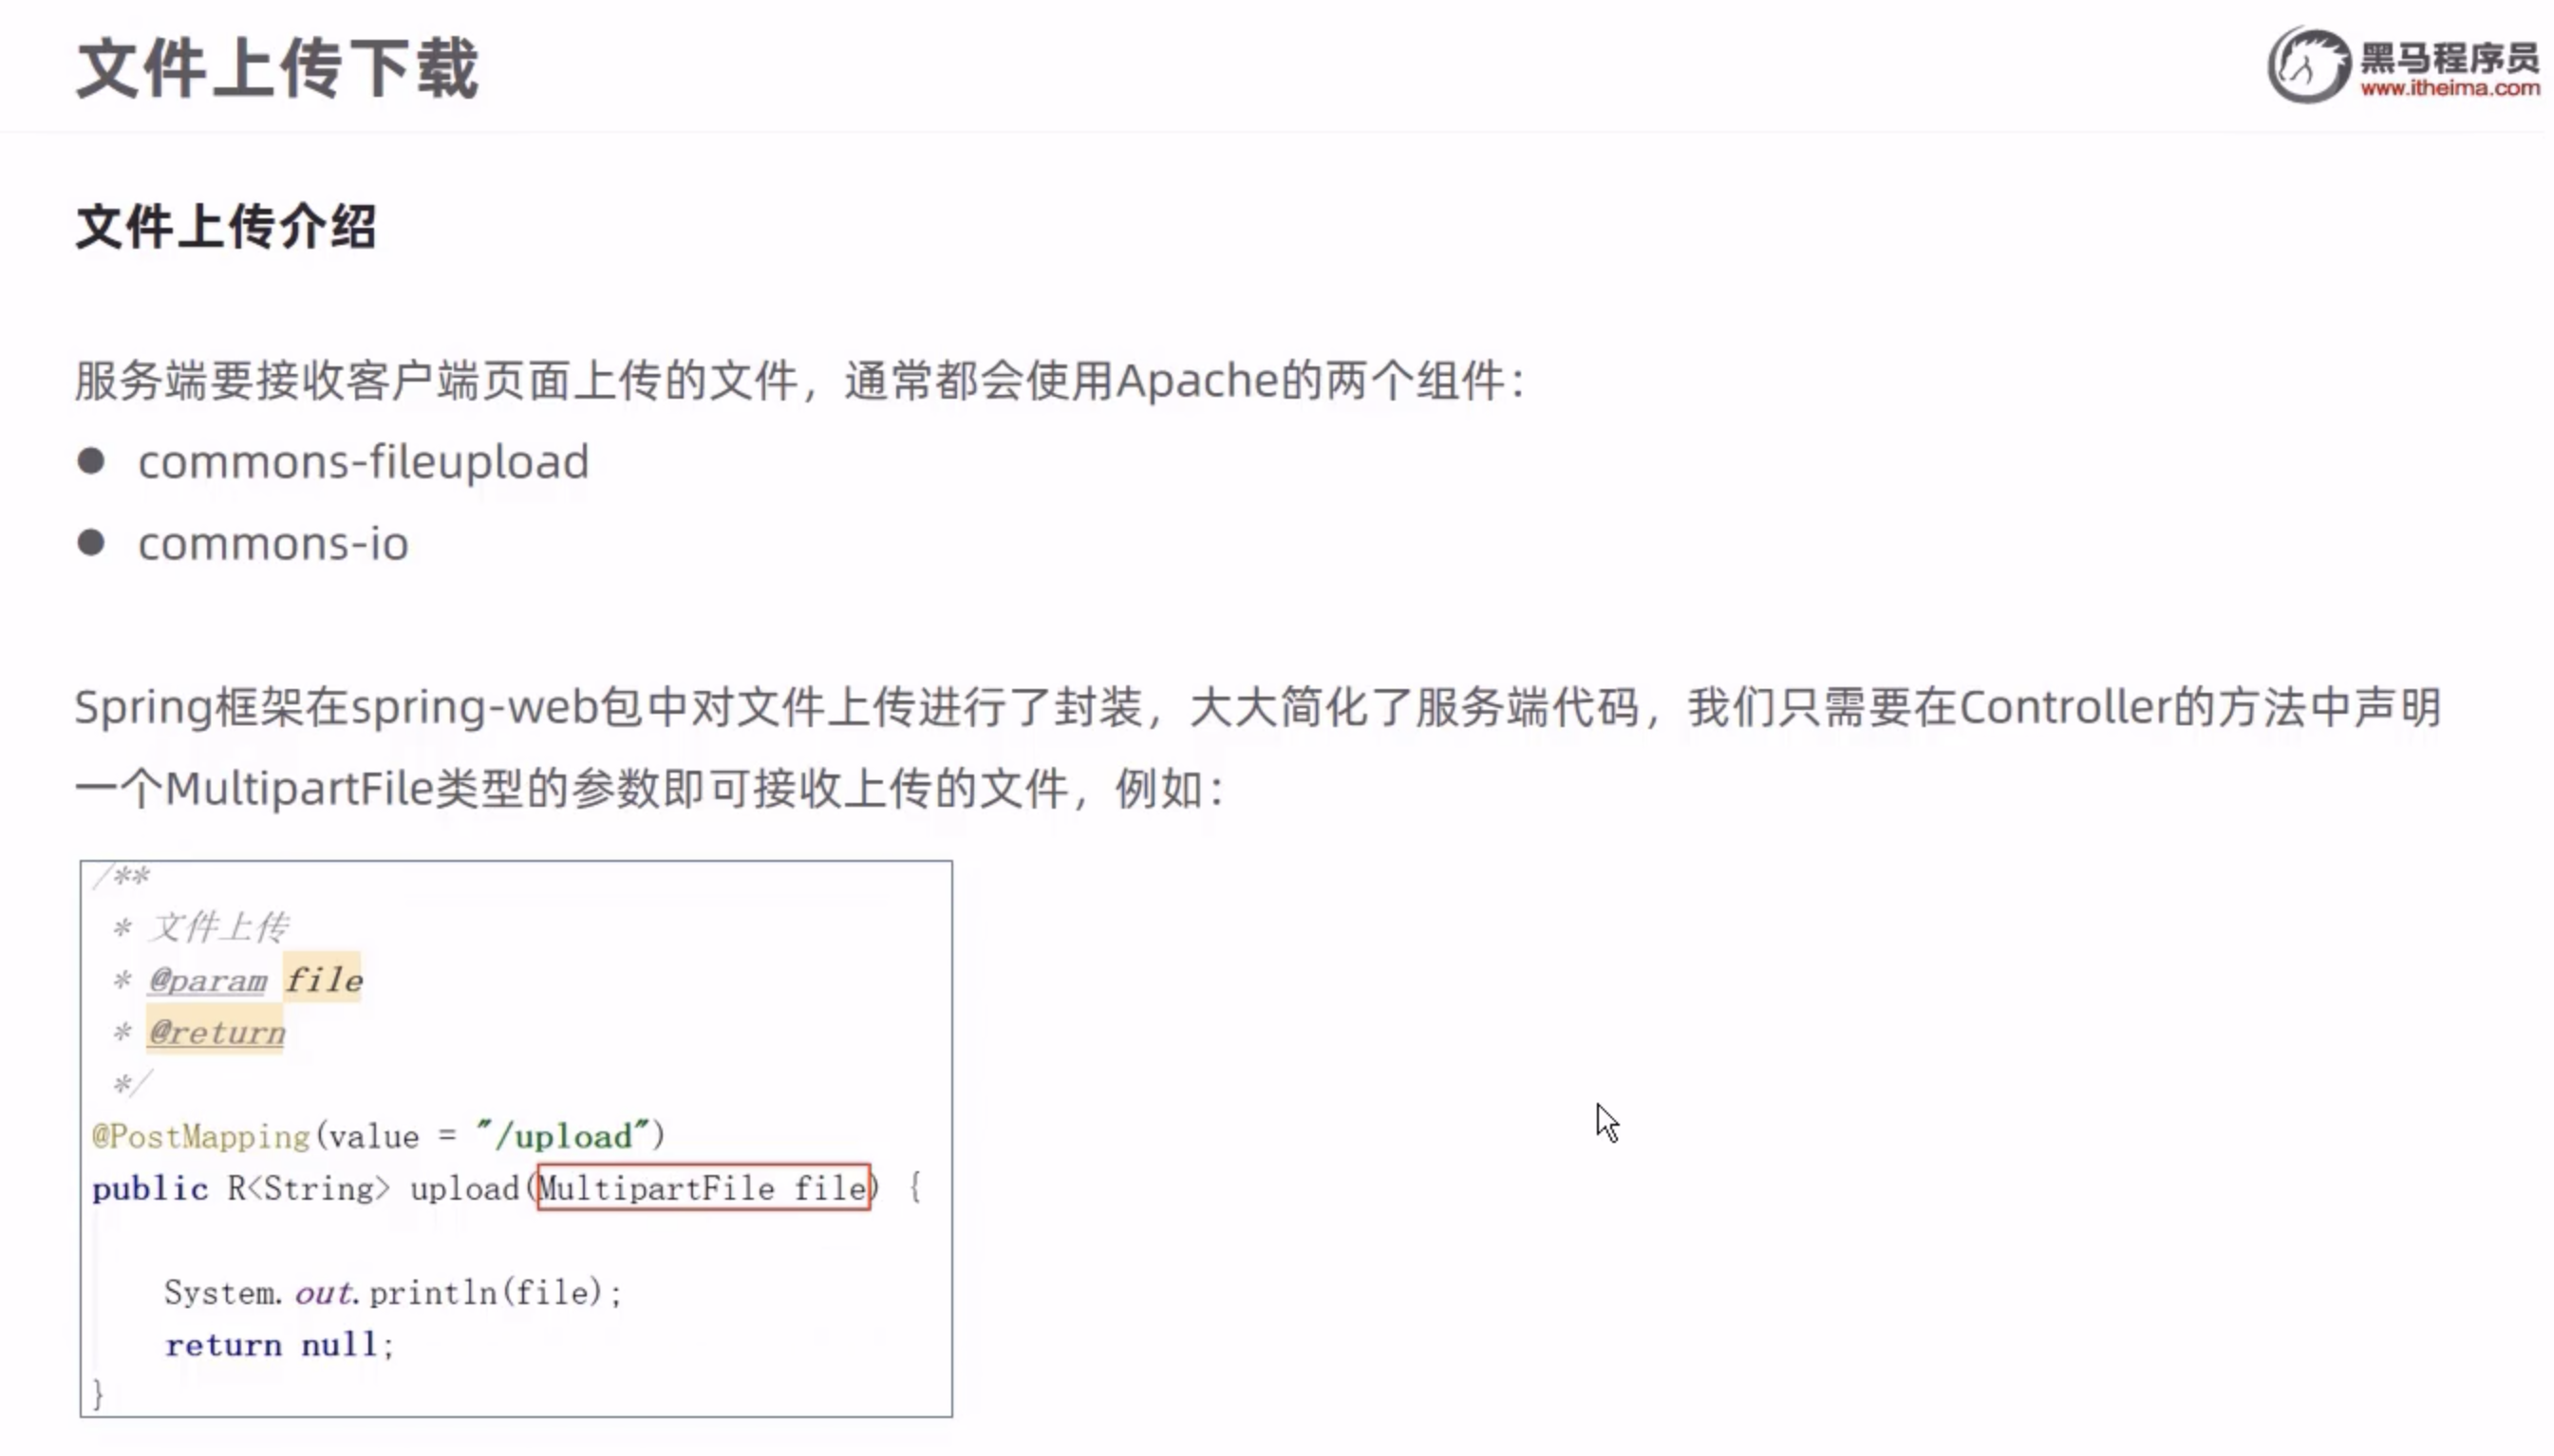 文件上传下载
黑马程序员
www.itheima.com
文件上传介绍
服务端要接收客户端页面上传的文件，通常都会使用Apache的两个组件：
● commons-fileupload
● commons-io
Spring框架在spring-web包中对文件上传进行了封装，大大简化了服务端代码，我们只需要在Controller的方法中声明
一个MultipartFile类型的参数即可接收上传的文件，例如：
/**
 * 文件上传
 * @param file
 * @return
 */
@PostMapping(value = "/upload")
public R<String> upload(MultipartFile file) {
    System.out.println(file);
    return null;
}